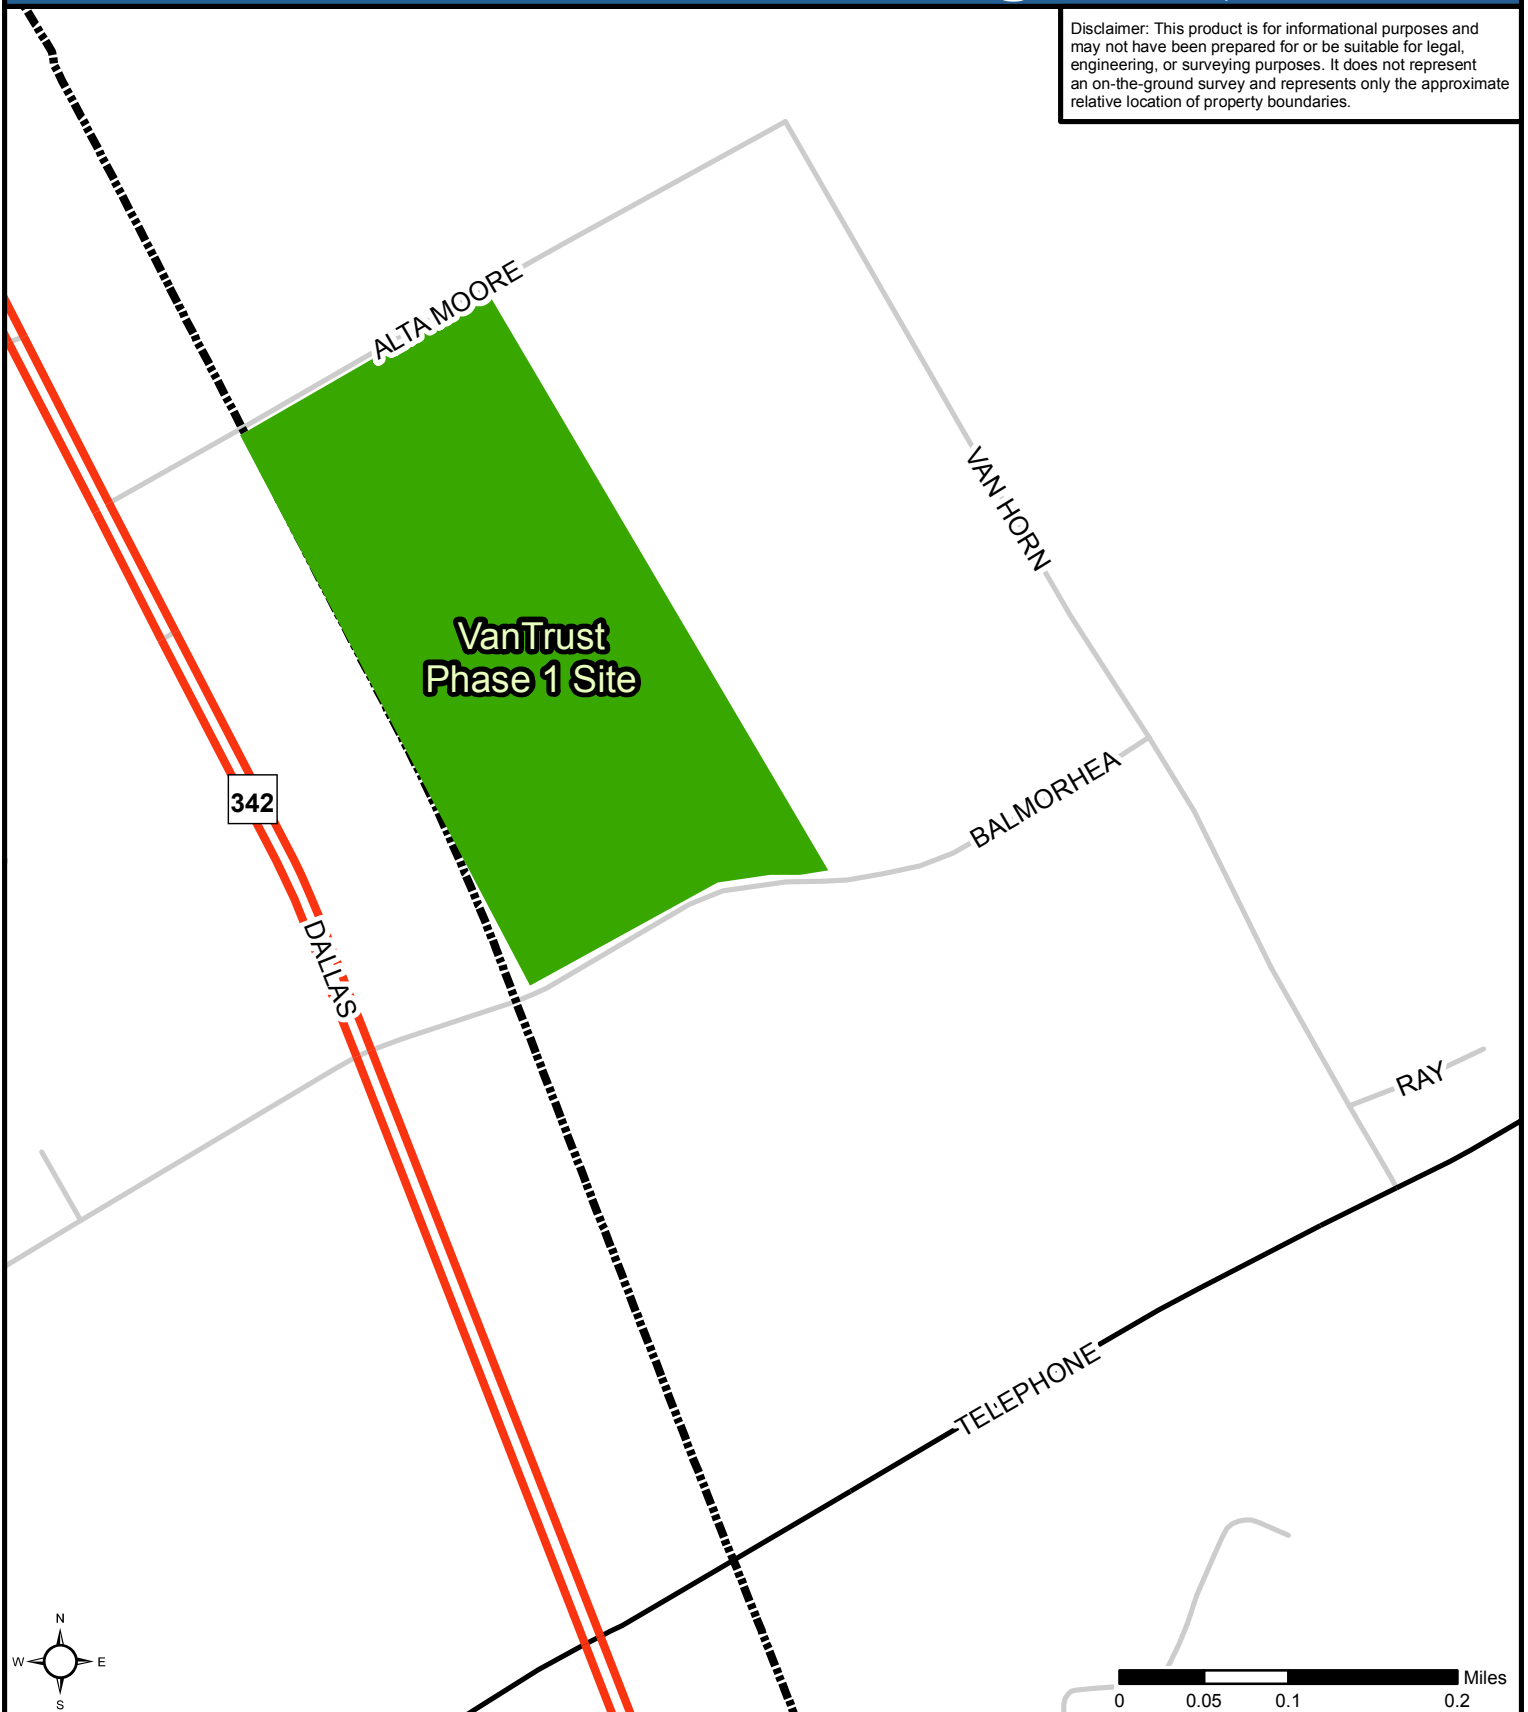 Disclaimer: This product is for informational purposes and
may not have been prepared for or be suitable for legal,
engineering, or surveying purposes. It does not represent
an on-the-ground survey and represents only the approximate
relative location of property boundaries.
ALTA MOORE
VAN HORN
VanTrust
Phase 1 Site
342
BALMORHEA
DALLAS
RAY
TELEPHONE
N
W E
S
Miles
0 0.05 0.1 0.2